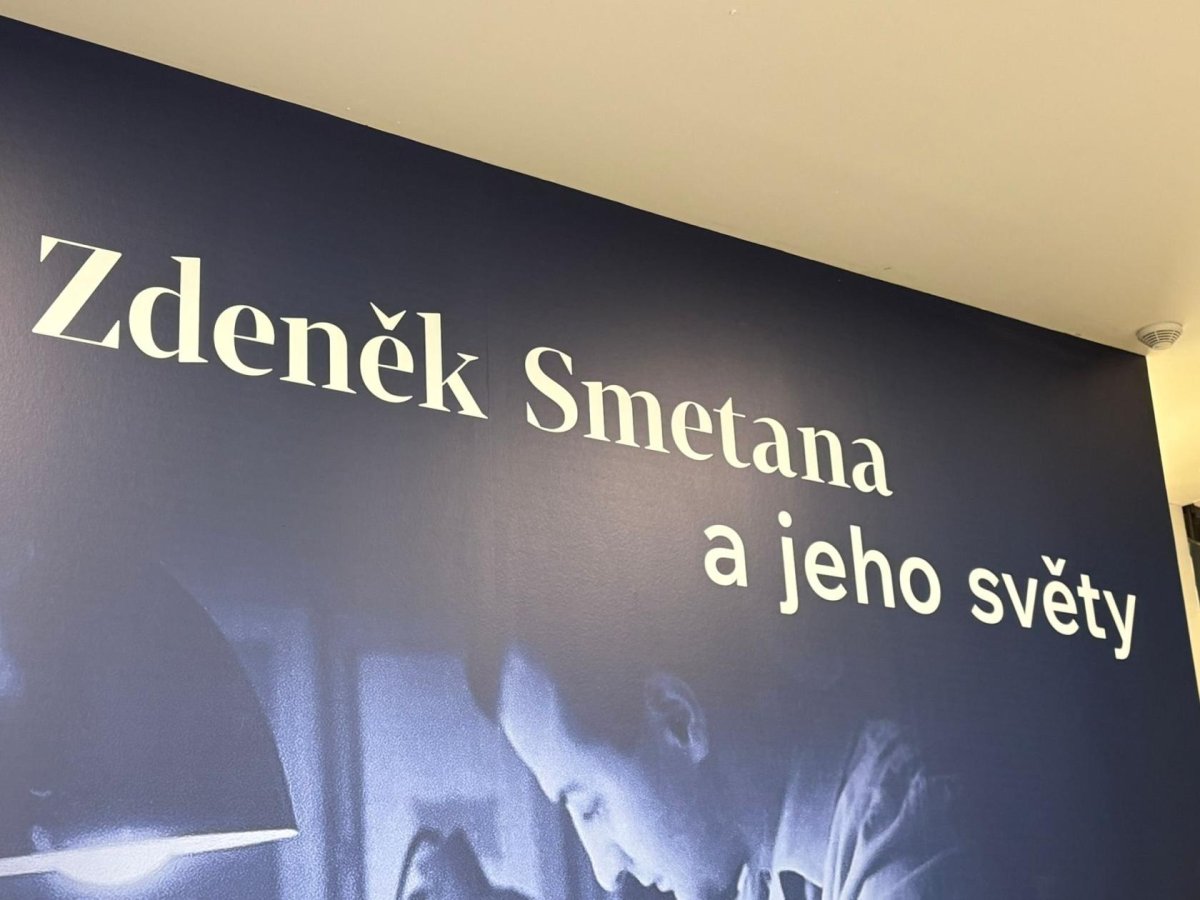 Zdeněk Smetana
a jeho světy